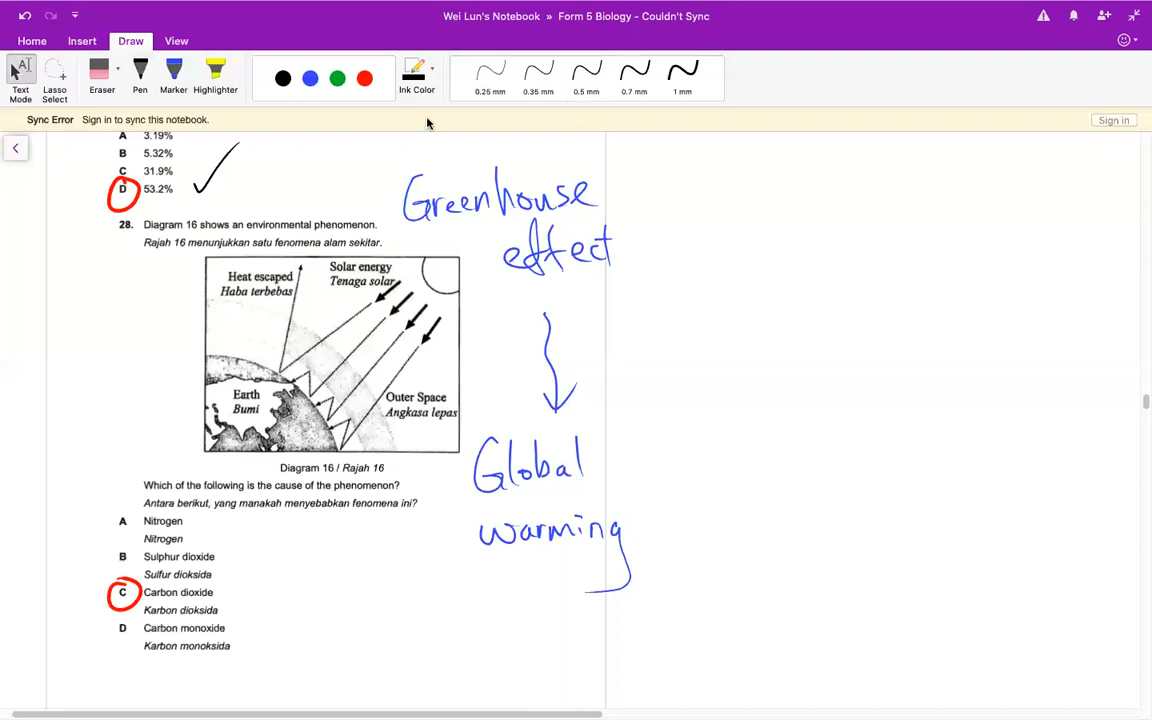 Wei Lun's Notebook » Form 5 Biology - Couldn't Sync
Home Insert Draw View
Text Mode
Lasso Select
Eraser
Pen
Marker
Highlighter
Ink Color
0.25 mm
0.35 mm
0.5 mm
0.7 mm
1 mm
Sync Error Sign in to sync this notebook.
Sign in
A 3.19%
B 5.32%
C 31.9%
D 53.2%
Greenhouse
effect
Global
warming
28. Diagram 16 shows an environmental phenomenon.
Rajah 16 menunjukkan satu fenomena alam sekitar.
Heat escaped
Haba terbebas
Solar energy
Tenaga solar
Earth
Bumi
Outer Space
Angkasa lepas
Diagram 16 / Rajah 16
Which of the following is the cause of the phenomenon?
Antara berikut, yang manakah menyebabkan fenomena ini?
A Nitrogen
Nitrogen
B Sulphur dioxide
Sulfur dioksida
C Carbon dioxide
Karbon dioksida
D Carbon monoxide
Karbon monoksida